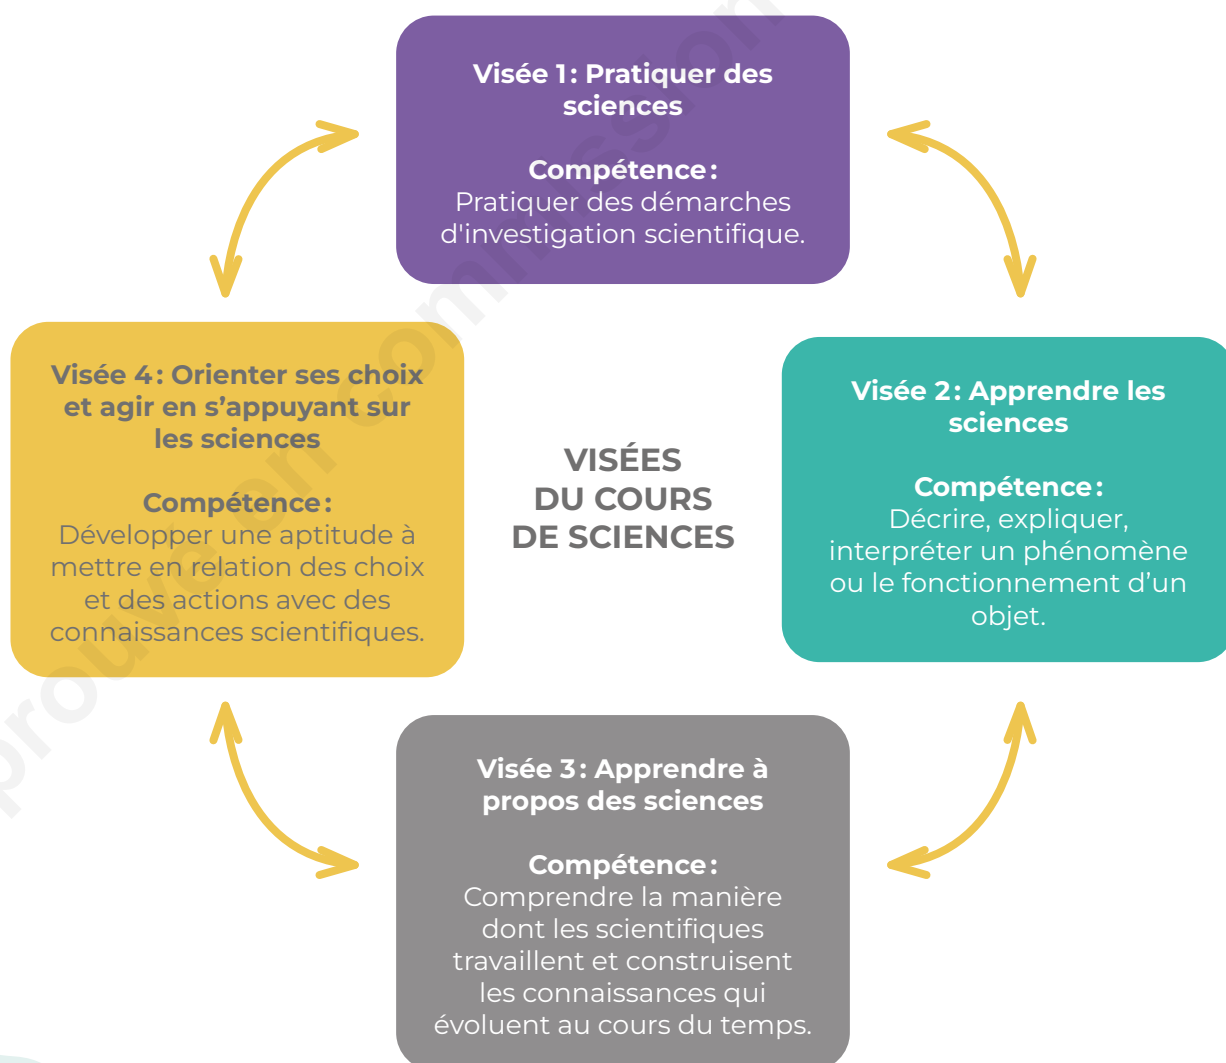 Visée 1 : Pratiquer des
sciences
Compétence :
Pratiquer des démarches
d'investigation scientifique.
Visée 4 : Orienter ses choix
et agir en s’appuyant sur
les sciences
Compétence :
Développer une aptitude à
mettre en relation des choix
et des actions avec des
connaissances scientifiques.
VISÉES
DU COURS
DE SCIENCES
Visée 2 : Apprendre les
sciences
Compétence :
Décrire, expliquer,
interpréter un phénomène
ou le fonctionnement d’un
objet.
Visée 3 : Apprendre à
propos des sciences
Compétence :
Comprendre la manière
dont les scientifiques
travaillent et construisent
les connaissances qui
évoluent au cours du temps.
prouvé en commission